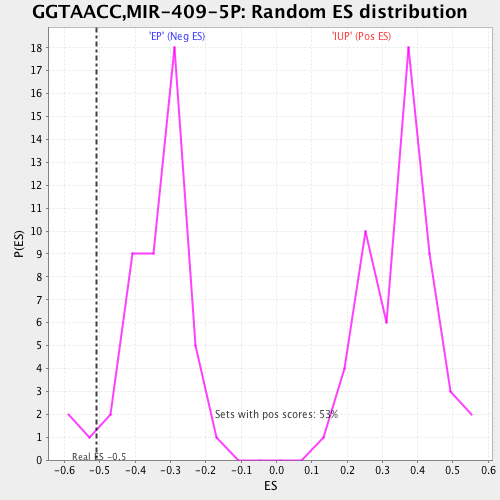 GGTAACC,MIR-409-5P: Random ES distribution
'EP' (Neg ES) 'IUP' (Pos ES)
18
17
16
15
14
13
12
11
10
9
8
7
6
5
4
3
2
1
0
P(ES)
Sets with pos scores: 53%
Real ES -0.5
-0.6 -0.5 -0.4 -0.3 -0.2 -0.1 0.0 0.1 0.2 0.3 0.4 0.5 0.6
ES